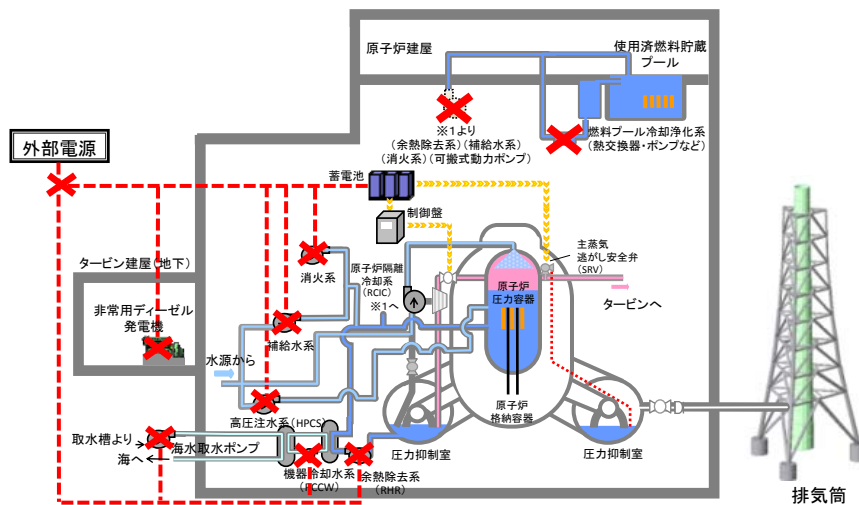 原子炉建屋
使用済燃料貯蔵
プール
※1より
(余熱除去系)(補給水系)
(消火系)(可搬式動力ポンプ)
燃料プール冷却浄化系
(熱交換器・ポンプなど)
外部電源
蓄電池
制御盤
主蒸気
逃がし安全弁
(SRV)
タービン建屋(地下)
消火系
原子炉隔離
冷却系
(RCIC)
※1へ
原子炉
圧力容器
タービンへ
非常用ディーゼル
発電機
補給水系
水源から
高圧注水系(HPCS)
原子炉
格納容器
取水槽より
海水取水ポンプ
海へ
機器冷却水系
(RCCW)
余熱除去系
(RHR)
圧力抑制室
圧力抑制室
排気筒